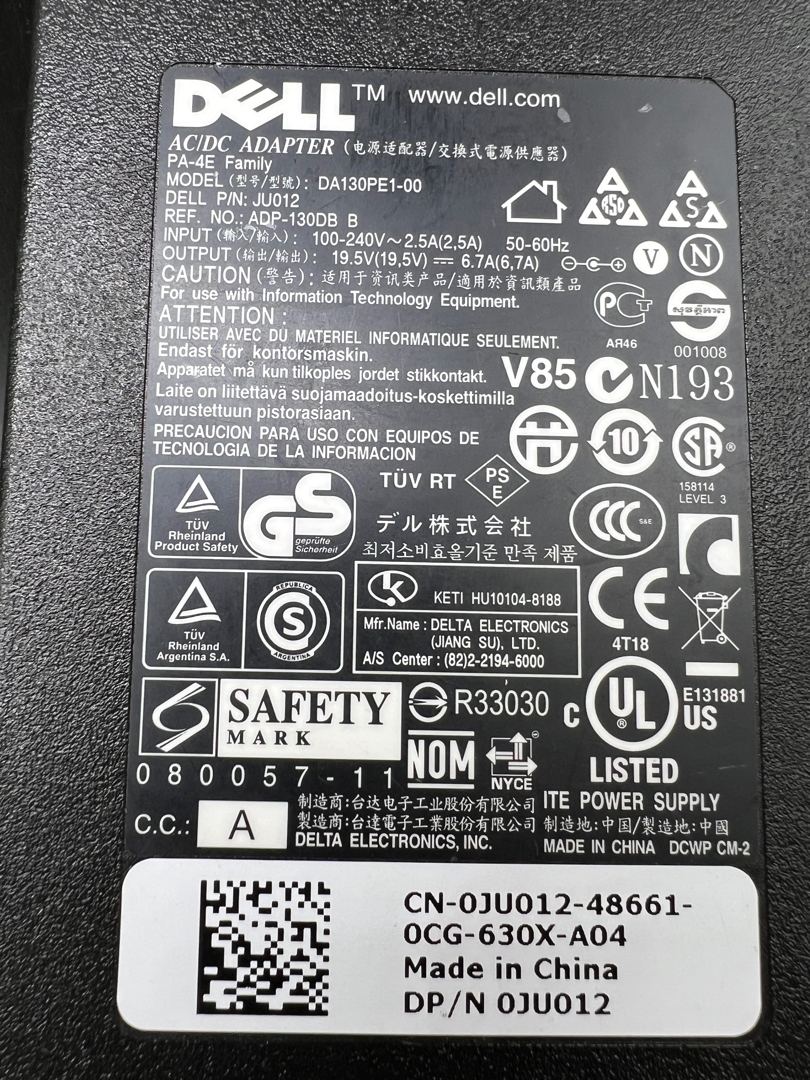 DELL™ www.dell.com
AC/DC ADAPTER (电源适配器/交換式電源供應器)
PA-4E Family
MODEL (型号/型號): DA130PE1-00
DELL P/N: JU012
REF. NO.: ADP-130DB B
INPUT (输入/輸入): 100-240V~2.5A(2,5A) 50-60Hz
OUTPUT (输出/輸出): 19.5V(19,5V) ⎓ 6.7A(6,7A)
V N
CAUTION (警告): 适用于资讯类产品/適用於資訊類產品
For use with Information Technology Equipment.
ATTENTION :
UTILISER AVEC DU MATERIEL INFORMATIQUE SEULEMENT.
Endast för kontorsmaskin.
Apparatet må kun tilkoples jordet stikkontakt.
Laite on liitettävä suojamaadoitus-koskettimilla
varustettuun pistorasiaan.
PRECAUCION PARA USO CON EQUIPOS DE
TECNOLOGIA DE LA INFORMACION
S
AЯ46
001008
V85 N193
10
SA®
158114
LEVEL 3
TÜV RT
PS
E
デル株式会社
최저소비효율기준 만족 제품
CCC S&E
TÜV
Rheinland
Product Safety
GS
geprüfte
Sicherheit
TÜV
Rheinland
Argentina S.A.
REPUBLICA
S
ARGENTINA
KETI HU10104-8188
Mfr.Name : DELTA ELECTRONICS
(JIANG SU), LTD.
A/S Center : (82)2-2194-6000
CE
4T18
SAFETY
MARK
080057-11
R33030
NOM
NYCE
C UL® US
E131881
LISTED
ITE POWER SUPPLY
C.C.: A
制造商:台达电子工业股份有限公司
製造商:台達電子工業股份有限公司
DELTA ELECTRONICS, INC.
制造地:中国/製造地:中國
MADE IN CHINA DCWP CM-2
CN-0JU012-48661-
0CG-630X-A04
Made in China
DP/N 0JU012